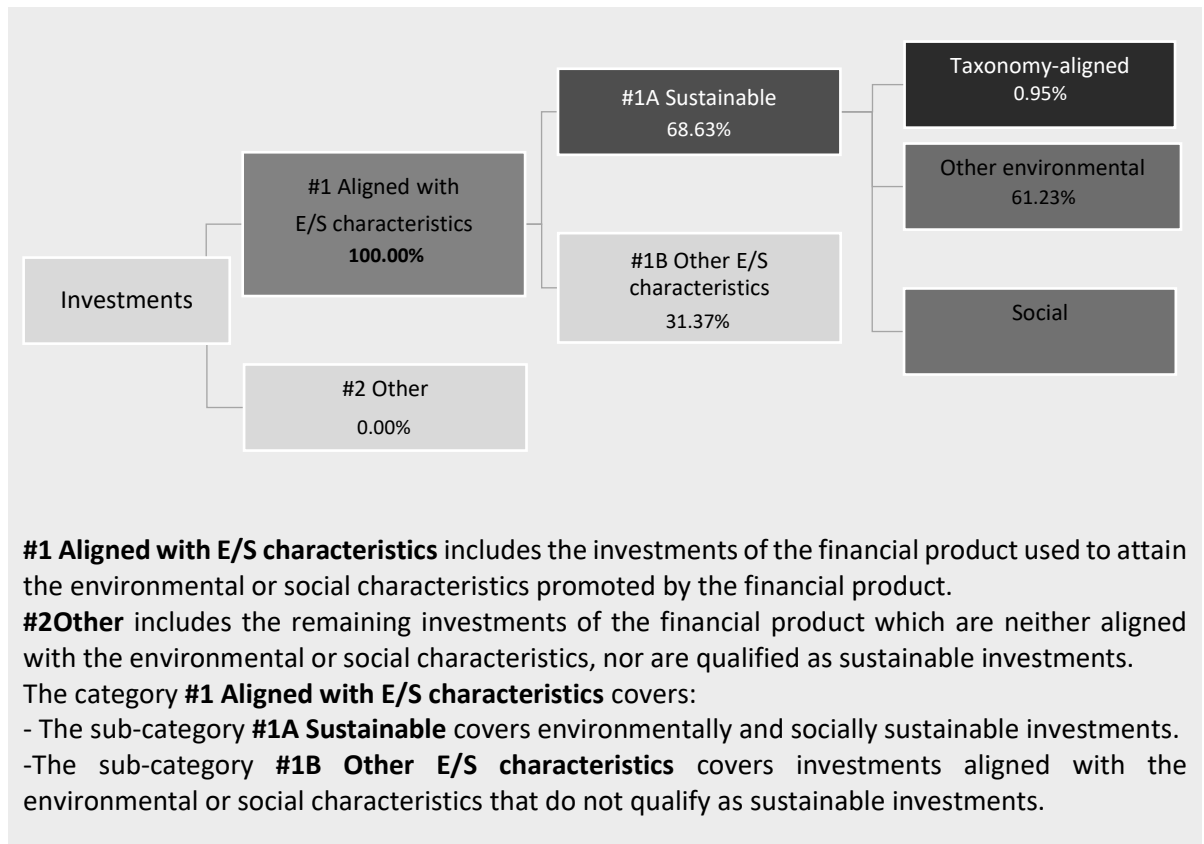 Investments
#1 Aligned with
E/S characteristics
100.00%
#2 Other
0.00%
#1A Sustainable
68.63%
#1B Other E/S
characteristics
31.37%
Taxonomy-aligned
0.95%
Other environmental
61.23%
Social
#1 Aligned with E/S characteristics includes the investments of the financial product used to attain
the environmental or social characteristics promoted by the financial product.
#2Other includes the remaining investments of the financial product which are neither aligned
with the environmental or social characteristics, nor are qualified as sustainable investments.
The category #1 Aligned with E/S characteristics covers:
- The sub-category #1A Sustainable covers environmentally and socially sustainable investments.
-The sub-category #1B Other E/S characteristics covers investments aligned with the
environmental or social characteristics that do not qualify as sustainable investments.